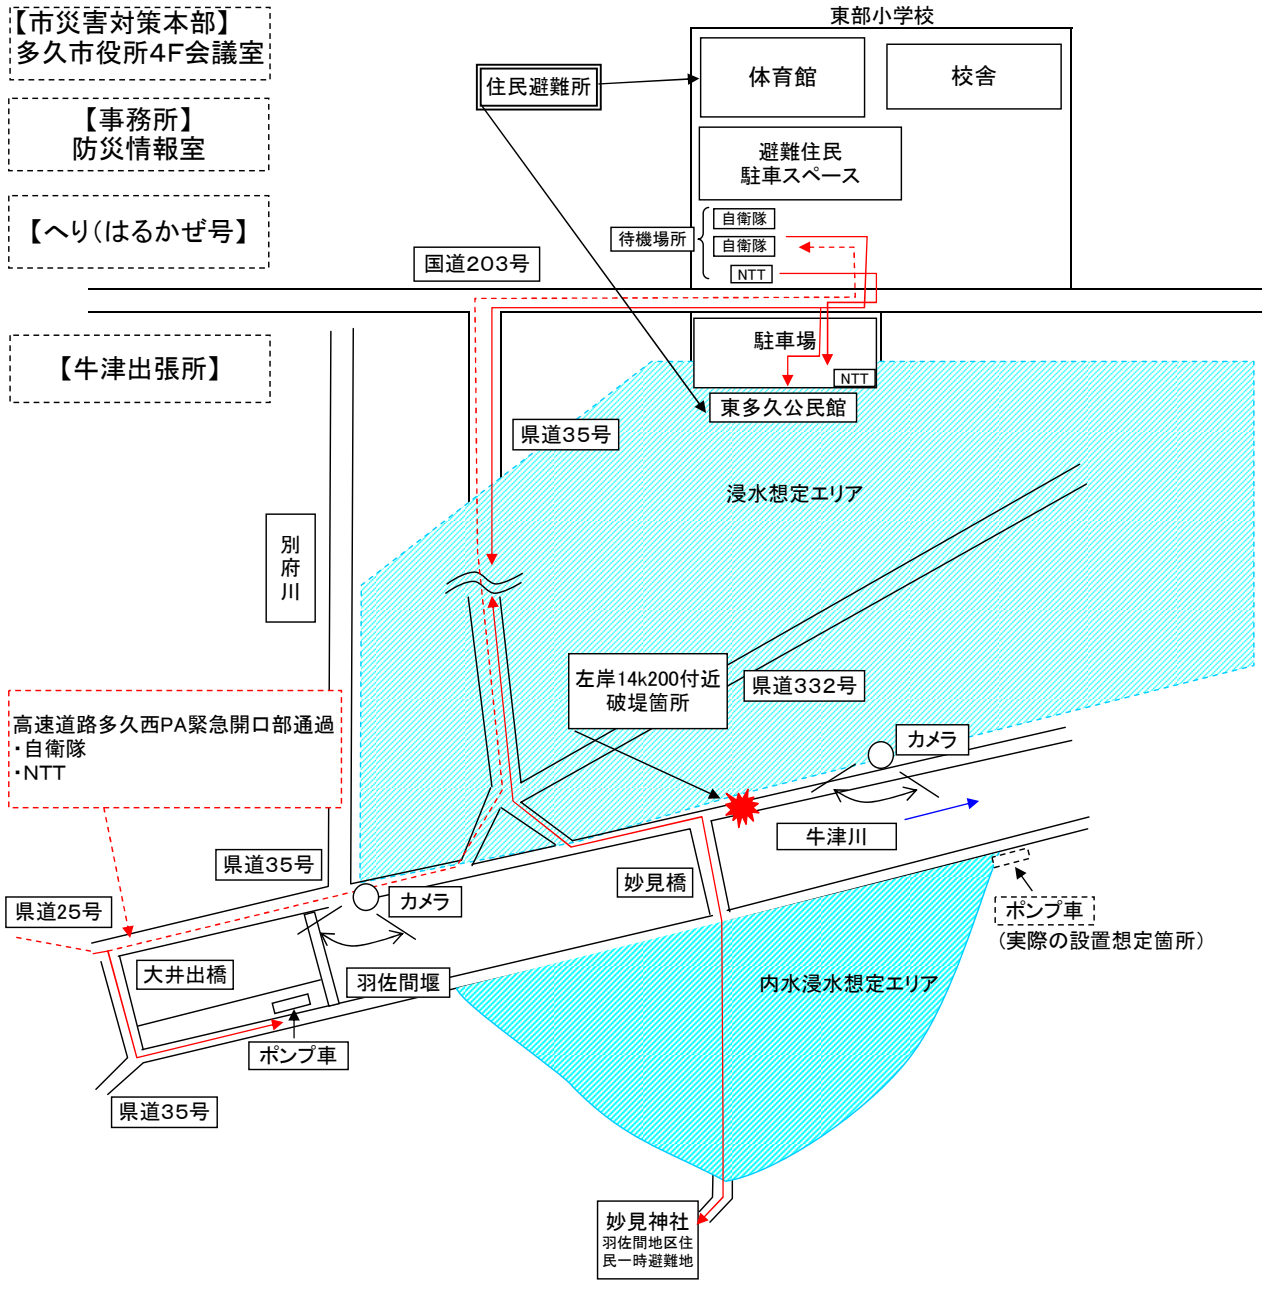 【市災害対策本部】
多久市役所4F会議室
【事務所】
防災情報室
【へり(はるかぜ号】
【牛津出張所】
東部小学校
体育館
校舎
住民避難所
避難住民
駐車スペース
待機場所
自衛隊
自衛隊
NTT
国道203号
駐車場
NTT
東多久公民館
県道35号
浸水想定エリア
別府川
左岸14k200付近
破堤箇所
県道332号
カメラ
高速道路多久西PA緊急開口部通過
・自衛隊
・NTT
牛津川
県道35号
妙見橋
カメラ
県道25号
ポンプ車
(実際の設置想定箇所)
大井出橋
羽佐間堰
内水浸水想定エリア
ポンプ車
県道35号
妙見神社
羽佐間地区住
民一時避難地